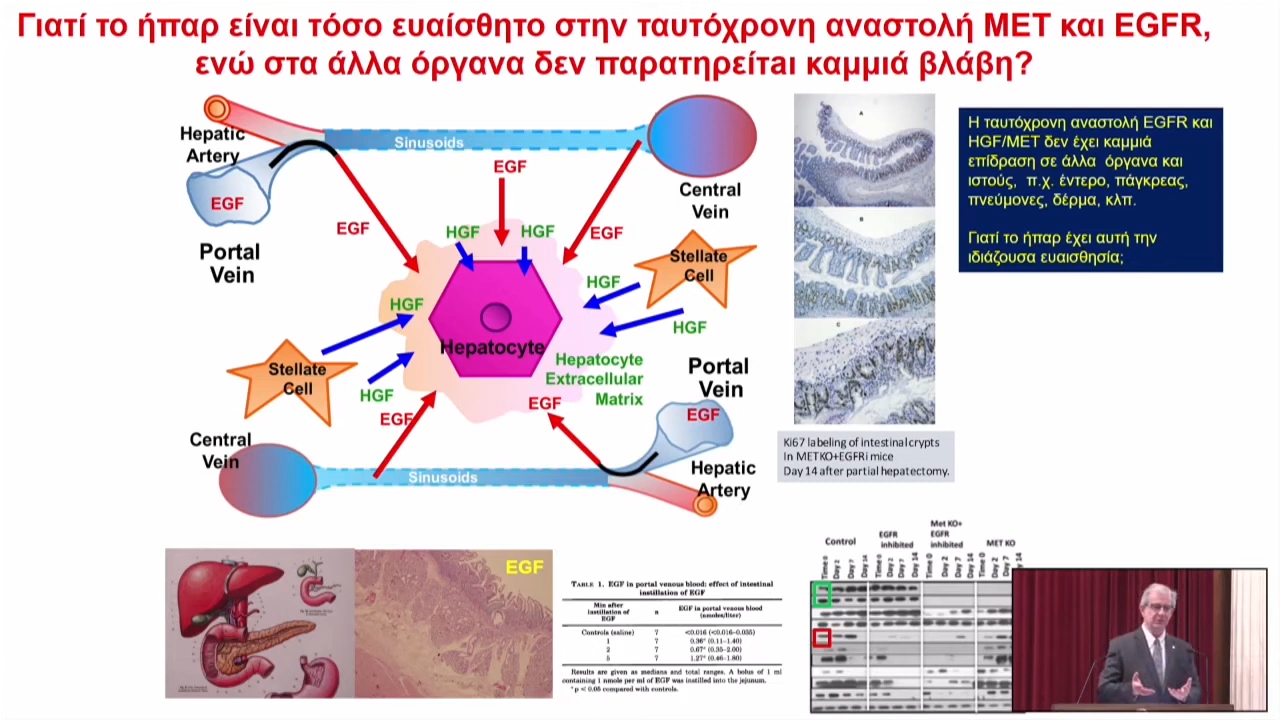 Γιατί το ήπαρ είναι τόσο ευαίσθητο στην ταυτόχρονη αναστολή MET και EGFR,
ενώ στα άλλα όργανα δεν παρατηρείται καμμιά βλάβη?
Hepatic
Artery
Sinusoids
EGF
Portal
Vein
EGF
EGF
HGF
HGF
EGF
Central
Vein
Stellate
Cell
HGF
HGF
HGF
Hepatocyte
Hepatocyte
Extracellular
Matrix
Stellate
Cell
HGF
EGF
EGF
Portal
Vein
EGF
Central
Vein
Sinusoids
Hepatic
Artery
A
B
C
Η ταυτόχρονη αναστολή EGFR και
HGF/MET δεν έχει καμμιά
επίδραση σε άλλα όργανα και
ιστούς, π.χ. έντερο, πάγκρεας,
πνεύμονες, δέρμα, κλπ.
Γιατί το ήπαρ έχει αυτή την
ιδιάζουσα ευαισθησία;
Ki67 labeling of intestinal crypts
In METKO+EGFRi mice
Day 14 after partial hepatectomy.
EGF
TABLE 1. EGF in portal venous blood: effect of intestinal
instillation of EGF
Min after
instillation of
EGF
n
EGF in portal venous blood
(nmoles/liter)
Controls (saline) 7 <0.016 (<0.016–0.035)
1 7 0.36* (0.11–1.40)
2 7 0.67* (0.35–2.00)
5 7 1.27* (0.46–1.80)
Results are given as medians and total ranges. A bolus of 1 ml
containing 1 nmole per ml of EGF was instilled into the jejunum.
* p < 0.05 compared with controls.
Control
EGFR
inhibited
Met KO+
EGFR
inhibited
MET KO
Time 0
Day 2
Day 7
Day 14
Time 0
Day 2
Day 7
Day 14
Time 0
Day 2
Day 7
Day 14
Time 0
Day 2
Day 7
14